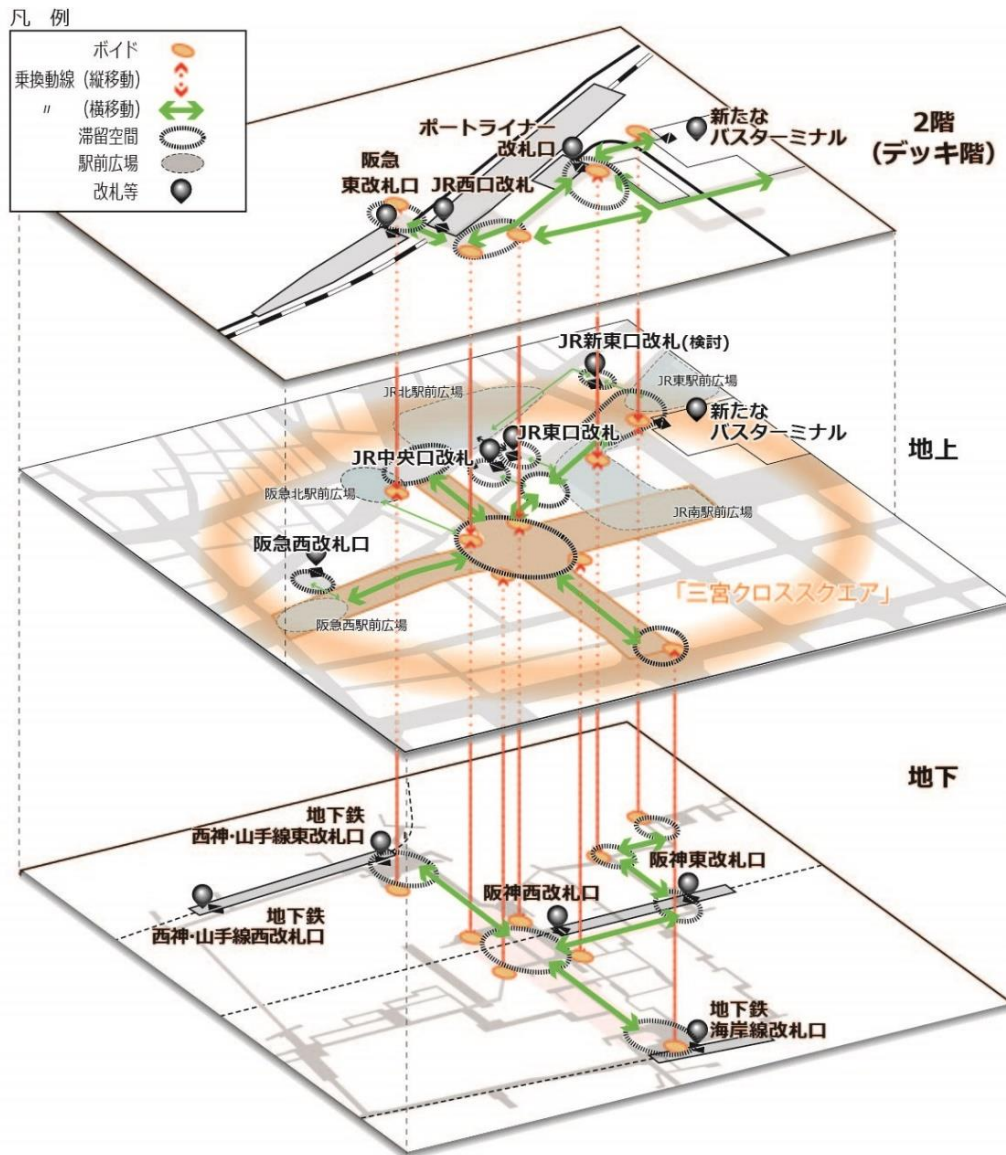 凡 例
ボイド
乗換動線 (縦移動)
〃 (横移動)
滞留空間
駅前広場
改札等
2階
(デッキ階)
新たな
バスターミナル
ポートライナー
改札口
阪急
東改札口
JR西口改札
JR新東口改札(検討)
JR北駅前広場
JR東駅前広場
新たな
バスターミナル
JR東口改札
地上
JR中央口改札
阪急北駅前広場
JR南駅前広場
阪急西改札口
「三宮クロススクエア」
阪急西駅前広場
地下
地下鉄
西神・山手線東改札口
阪神東改札口
阪神西改札口
地下鉄
西神・山手線西改札口
地下鉄
海岸線改札口